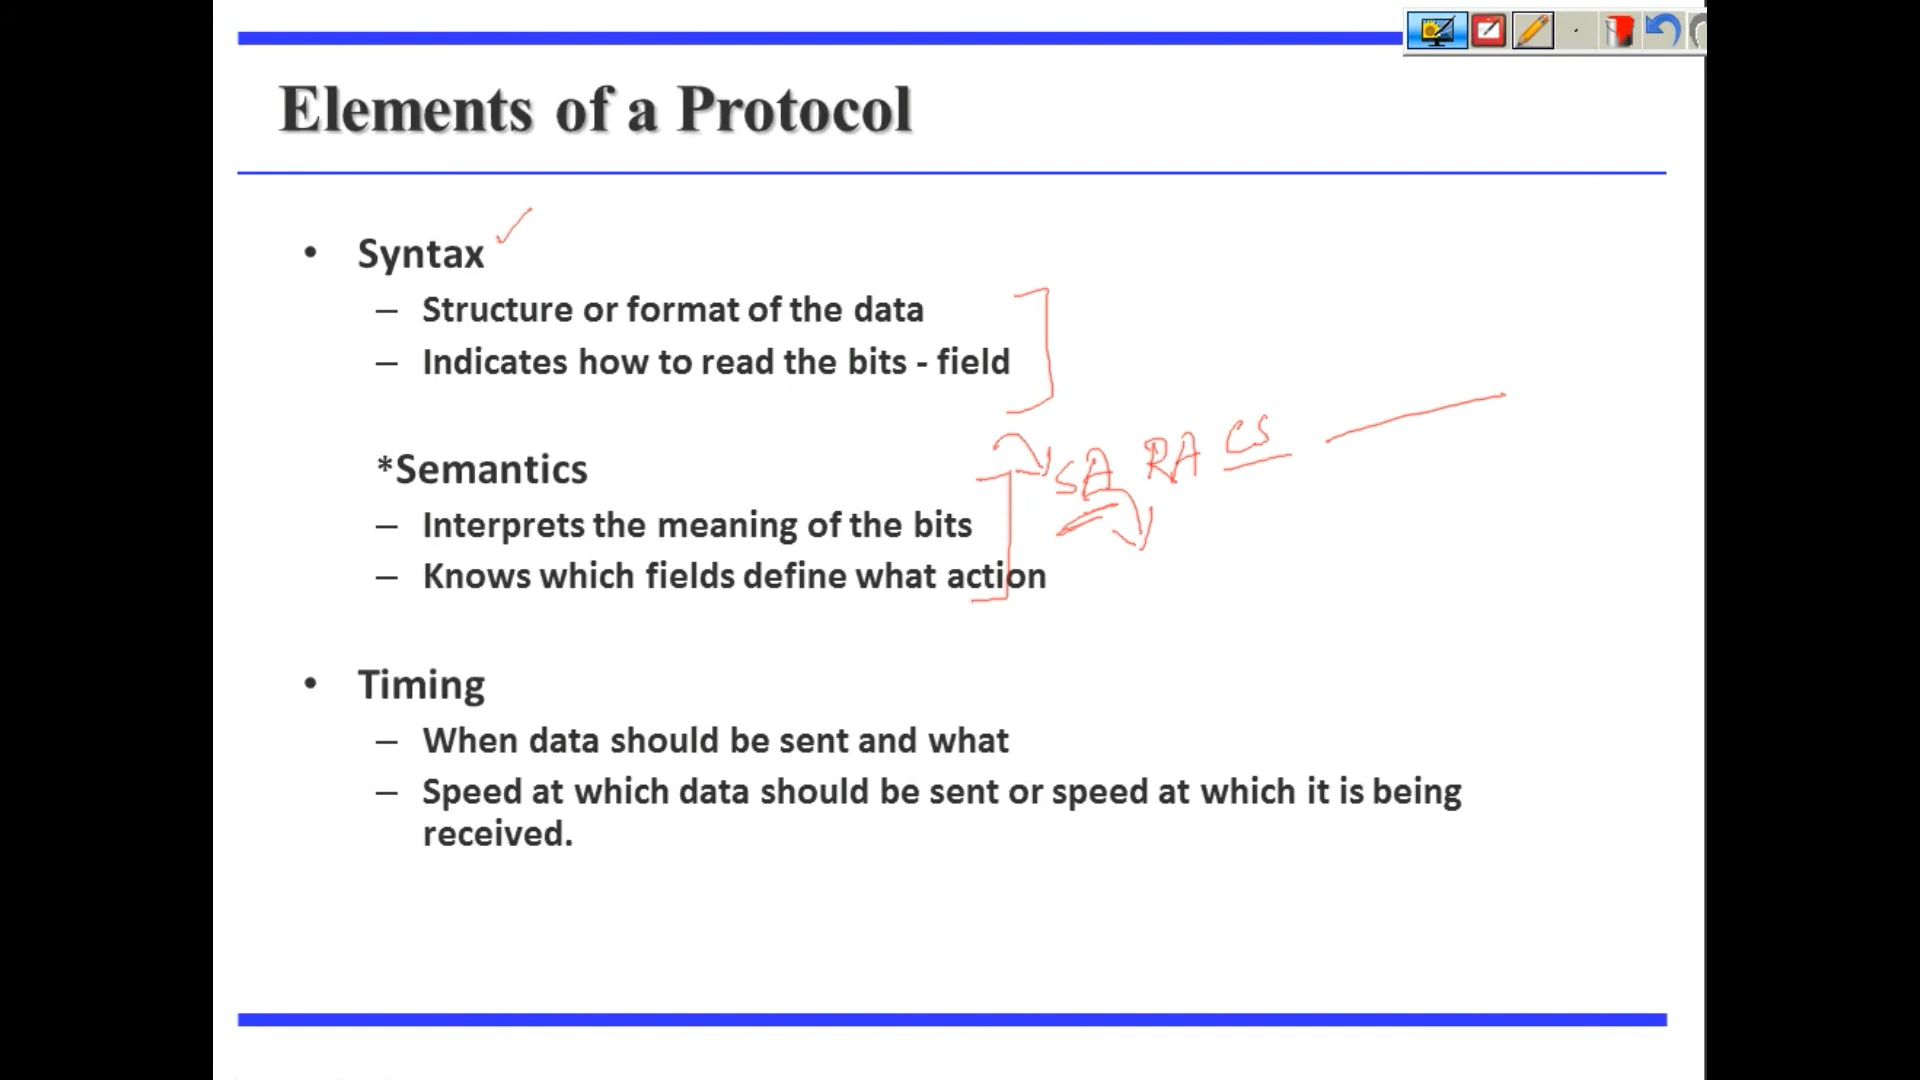 Elements of a Protocol
• Syntax
– Structure or format of the data
– Indicates how to read the bits - field
SA RA CS
*Semantics
– Interprets the meaning of the bits
– Knows which fields define what action
• Timing
– When data should be sent and what
– Speed at which data should be sent or speed at which it is being
received.